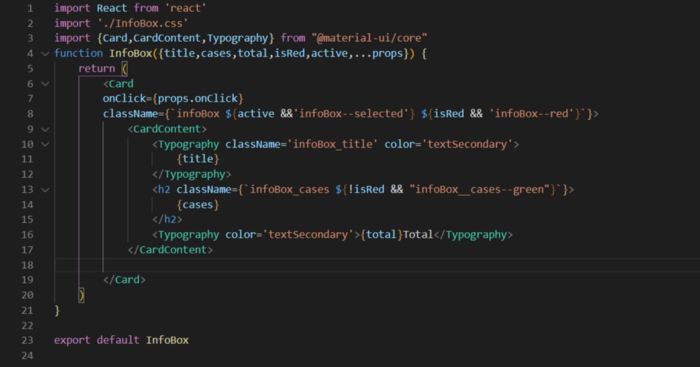 1 import React from 'react'
2 import './InfoBox.css'
3 import {Card,CardContent,Typography} from "@material-ui/core"
4 function InfoBox({title,cases,total,isRed,active,...props}) {
5     return (
6         <Card
7         onClick={props.onClick}
8         className={`infoBox ${active &&'infoBox--selected'} ${isRed && 'infoBox--red'}`}>
9             <CardContent>
10                 <Typography className='infoBox_title' color='textSecondary'>
11                     {title}
12                 </Typography>
13                 <h2 className={`infoBox_cases ${!isRed && "infoBox__cases--green"}`}>
14                     {cases}
15                 </h2>
16                 <Typography color='textSecondary'>{total}Total</Typography>
17             </CardContent>
18
19         </Card>
20     )
21 }
22
23 export default InfoBox
24